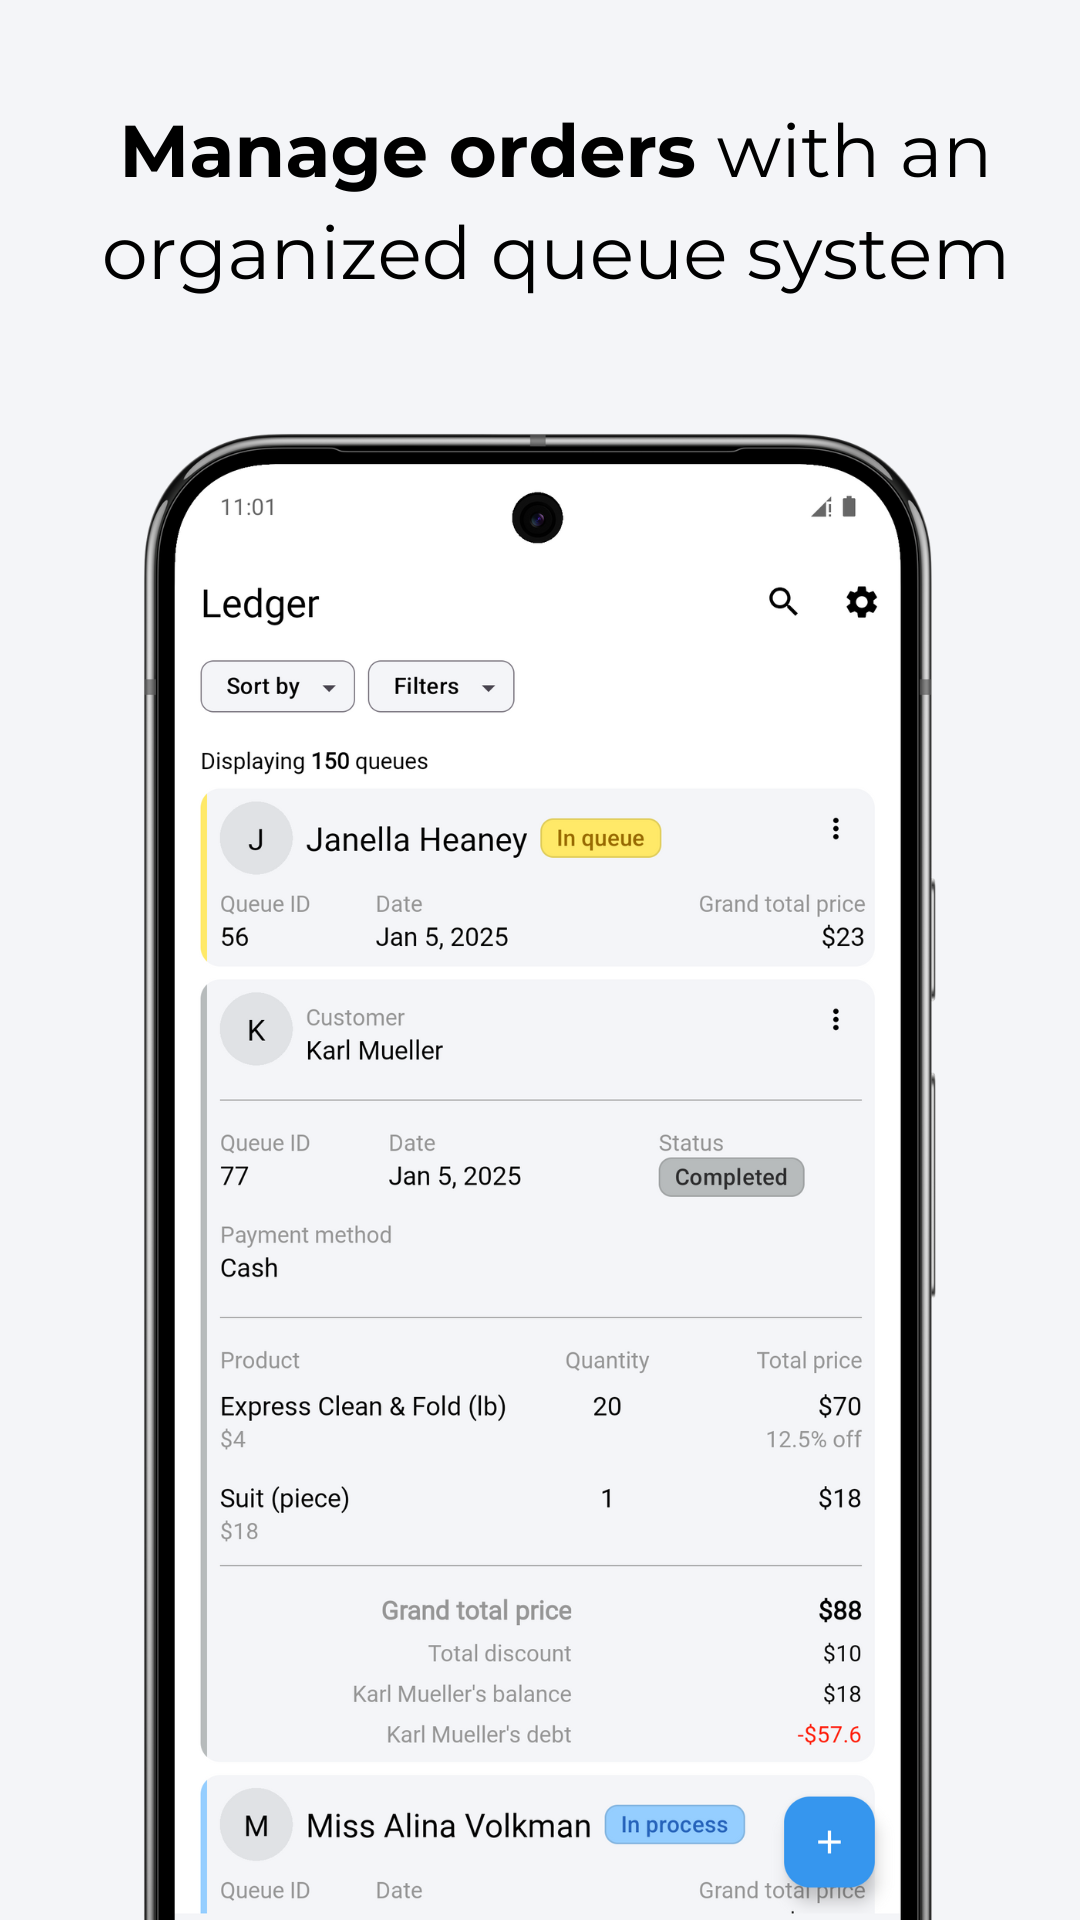 Manage orders with an
organized queue system
11:01
Ledger
Sort by
Filters
Displaying 150 queues
J
Janella Heaney
In queue
Queue ID Date Grand total price
56 Jan 5, 2025 $23
K
Customer
Karl Mueller
Queue ID Date Status
77 Jan 5, 2025 Completed
Payment method
Cash
Product Quantity Total price
Express Clean & Fold (lb) 20 $70
$4 12.5% off
Suit (piece) 1 $18
$18
Grand total price $88
Total discount $10
Karl Mueller's balance $18
Karl Mueller's debt -$57.6
M
Miss Alina Volkman
In process
+
Queue ID Date Grand total price